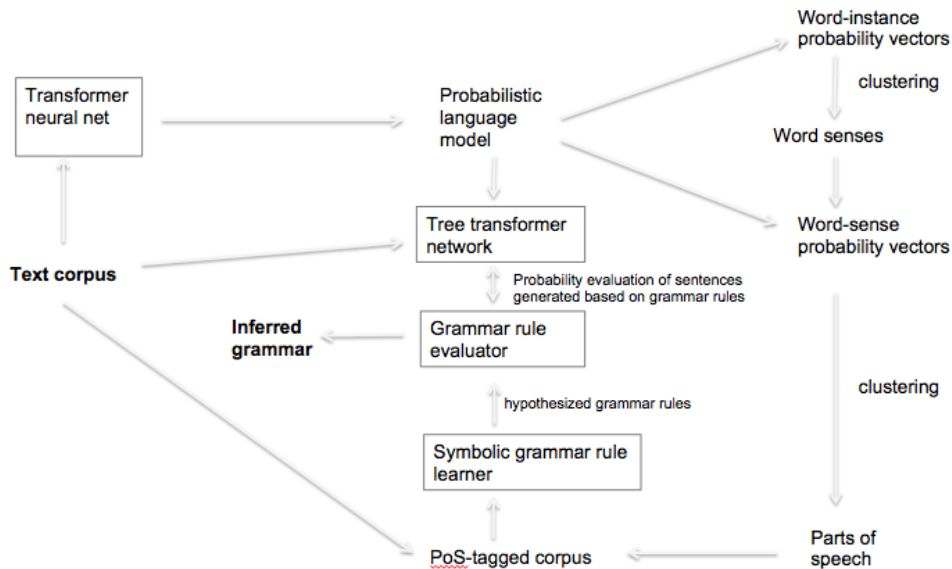 Word-instance
probability vectors
clustering
Transformer
neural net
Probabilistic
language
model
Word senses
Tree transformer
network
Word-sense
probability vectors
Text corpus
Probability evaluation of sentences
generated based on grammar rules
Inferred
grammar
Grammar rule
evaluator
clustering
hypothesized grammar rules
Symbolic grammar rule
learner
PoS-tagged corpus
Parts of
speech